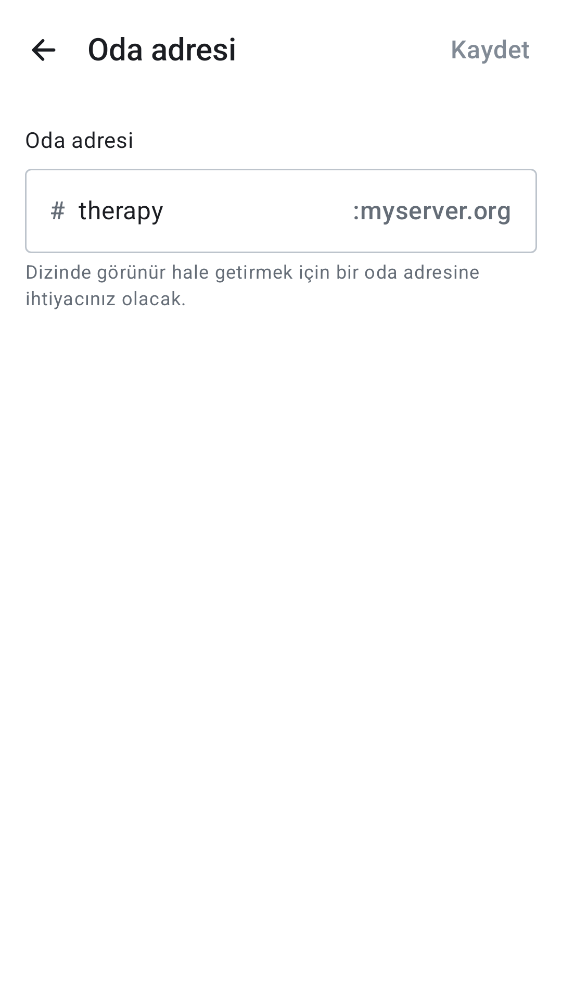 Oda adresi
Kaydet
Oda adresi
# therapy :myserver.org
Dizinde görünür hale getirmek için bir oda adresine
ihtiyacınız olacak.